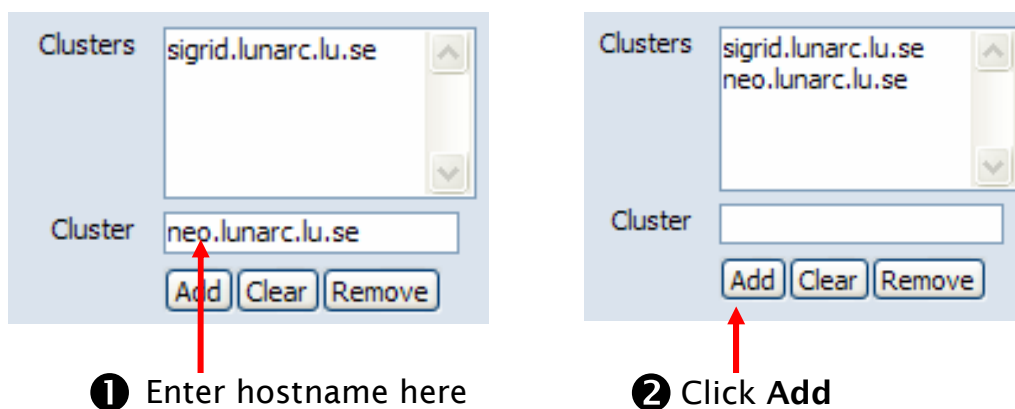 Clusters
sigrid.lunarc.lu.se
Cluster
neo.lunarc.lu.se
Add Clear Remove
❶ Enter hostname here
Clusters
sigrid.lunarc.lu.se
neo.lunarc.lu.se
Cluster
Add Clear Remove
❷ Click Add